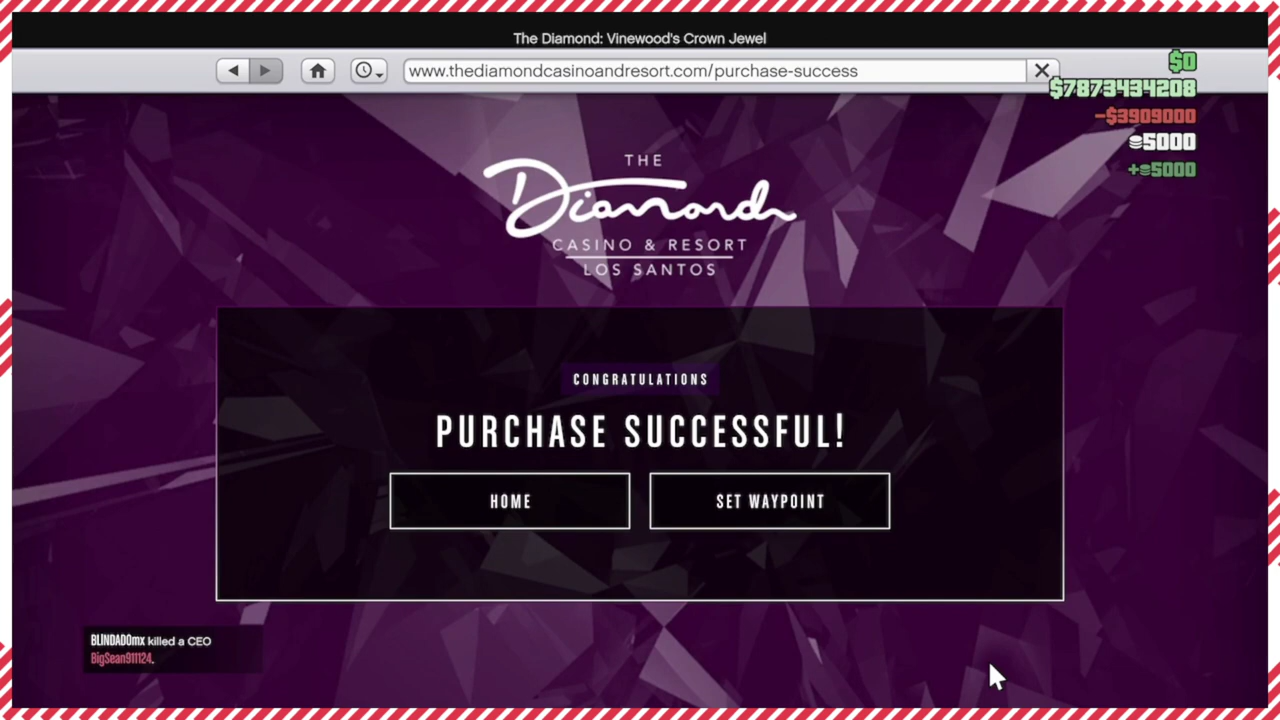 The Diamond: Vinewood's Crown Jewel
www.thediamondcasinoandresort.com/purchase-success
$0
$7873434208
-$3909000
5000
+5000
THE
Diamond
CASINO & RESORT
LOS SANTOS
CONGRATULATIONS
PURCHASE SUCCESSFUL!
HOME
SET WAYPOINT
BLINDADOmx killed a CEO
BigSean911124.